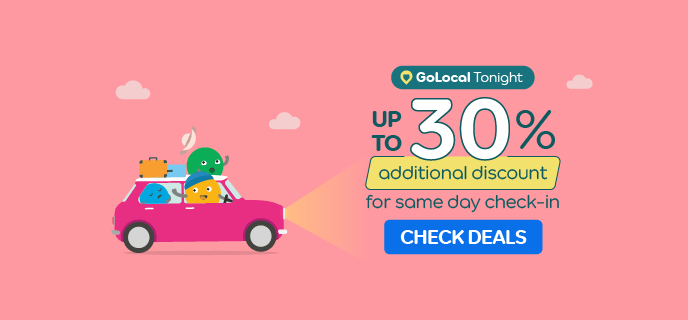 GoLocal Tonight
UP TO 30%
additional discount
for same day check-in
CHECK DEALS